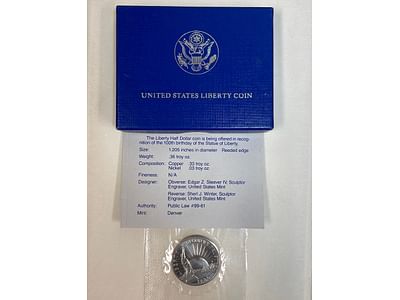 UNITED STATES LIBERTY COIN
The Liberty Half Dollar coin is being offered in recog-
nition of the 100th birthday of the Statue of Liberty.
Size: 1.205 inches in diameter Reeded edge
Weight: .36 troy oz.
Composition: Copper .33 troy oz.
Nickel .03 troy oz.
Fineness: N/A
Designer: Obverse: Edgar Z. Steever IV, Sculptor
Engraver, United States Mint
Reverse: Sherl J. Winter, Sculptor
Engraver, United States Mint
Authority: Public Law #99-61
Mint: Denver